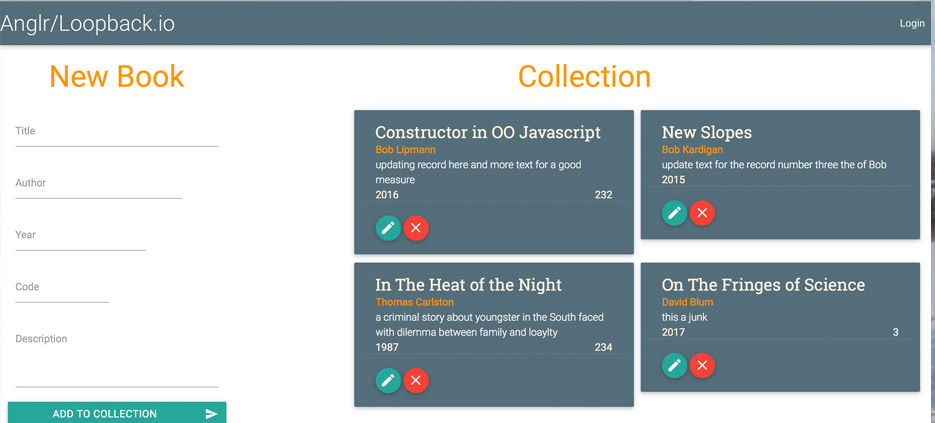 Anglr/Loopback.io
Login
New Book
Title
Author
Year
Code
Description
ADD TO COLLECTION
Collection
Constructor in OO Javascript
Bob Lipmann
updating record here and more text for a good
measure
2016 232
New Slopes
Bob Kardigan
update text for the record number three the of Bob
2015
In The Heat of the Night
Thomas Carlston
a criminal story about youngster in the South faced
with dilemma between family and loaylty
1987 234
On The Fringes of Science
David Blum
this a junk
2017 3